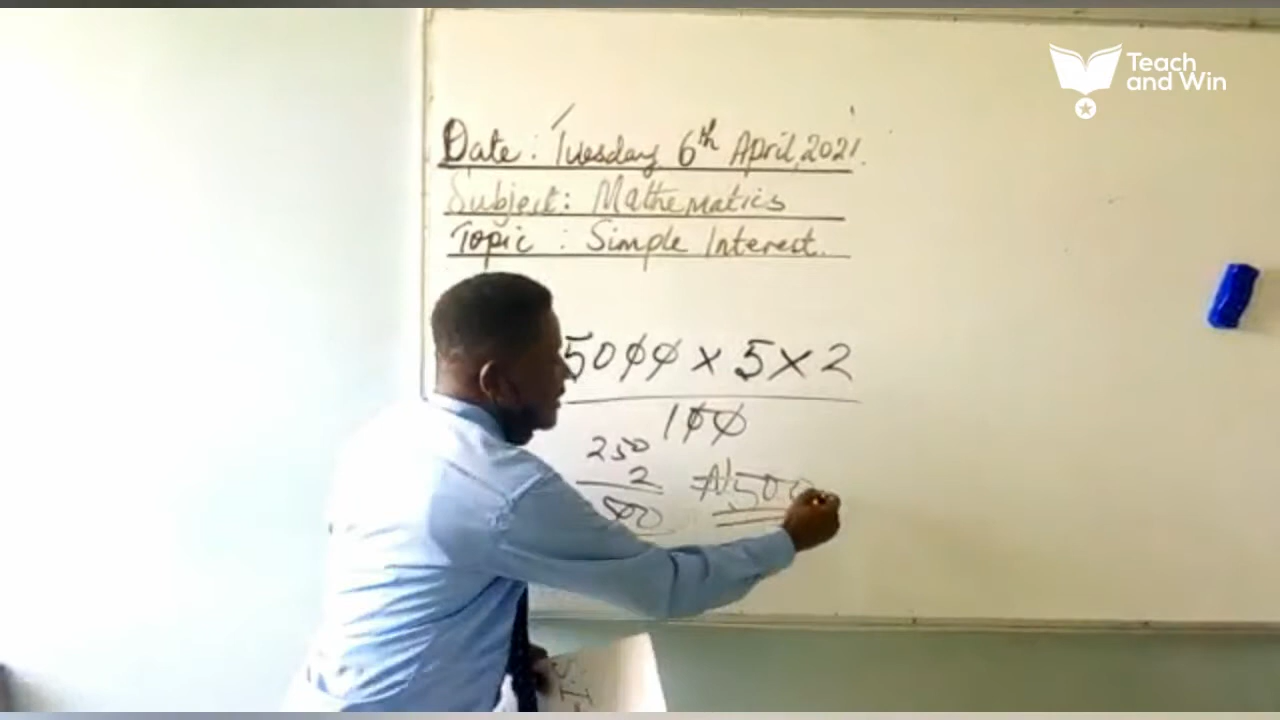 Teach
and Win
Date: Tuesday 6th April, 2021.
Subject: Mathematics
Topic : Simple Interest.
5000 x 5 x 2
100
250
2
500
=₦500
S.I